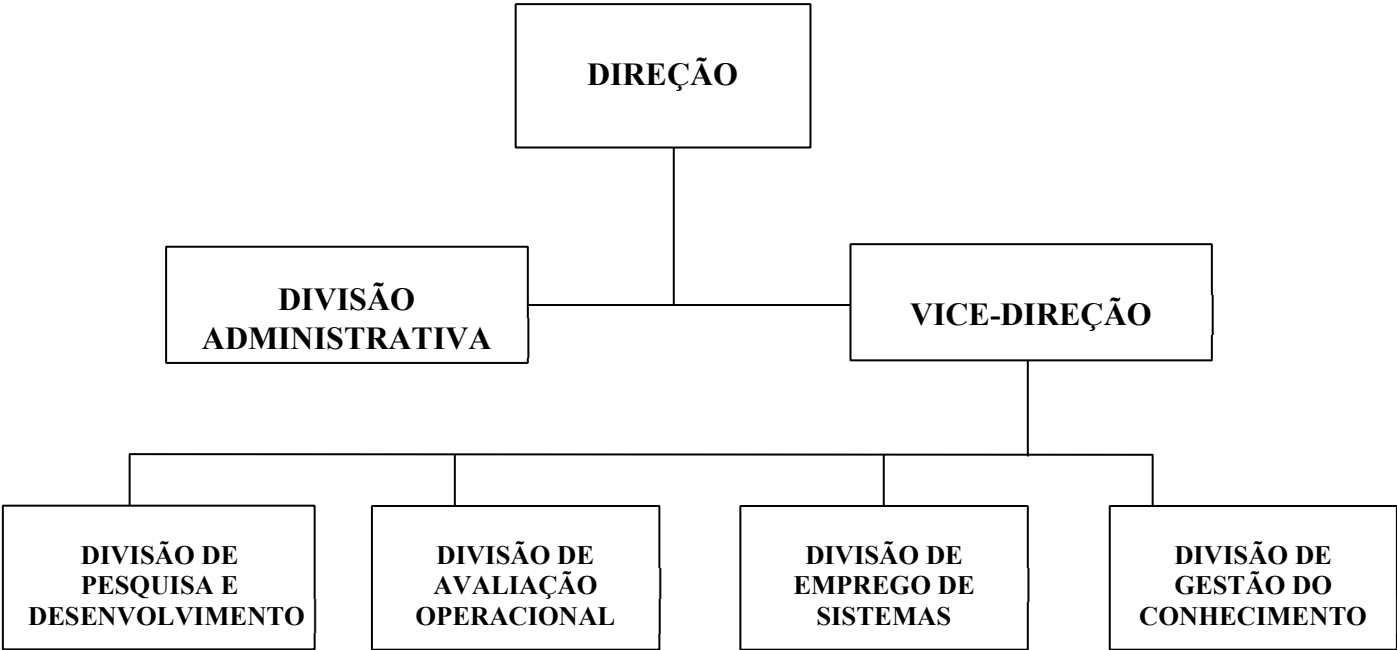 DIREÇÃO
DIVISÃO
ADMINISTRATIVA
VICE-DIREÇÃO
DIVISÃO DE
PESQUISA E
DESENVOLVIMENTO
DIVISÃO DE
AVALIAÇÃO
OPERACIONAL
DIVISÃO DE
EMPREGO DE
SISTEMAS
DIVISÃO DE
GESTÃO DO
CONHECIMENTO